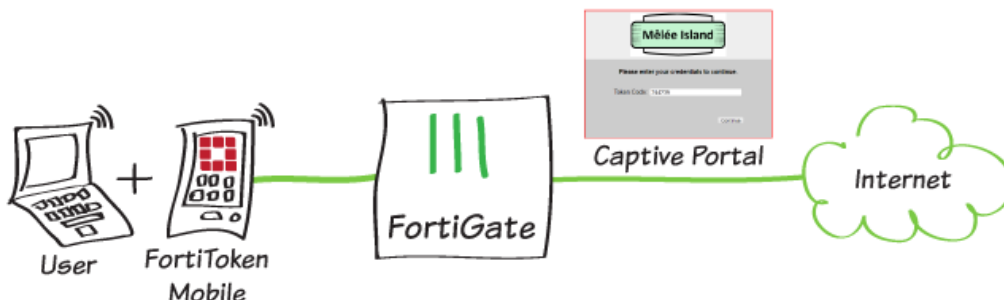 Mêlée Island
Please enter your credentials to continue.
Token Code:
Continue
Captive Portal
FortiGate
Internet
User
FortiToken
Mobile